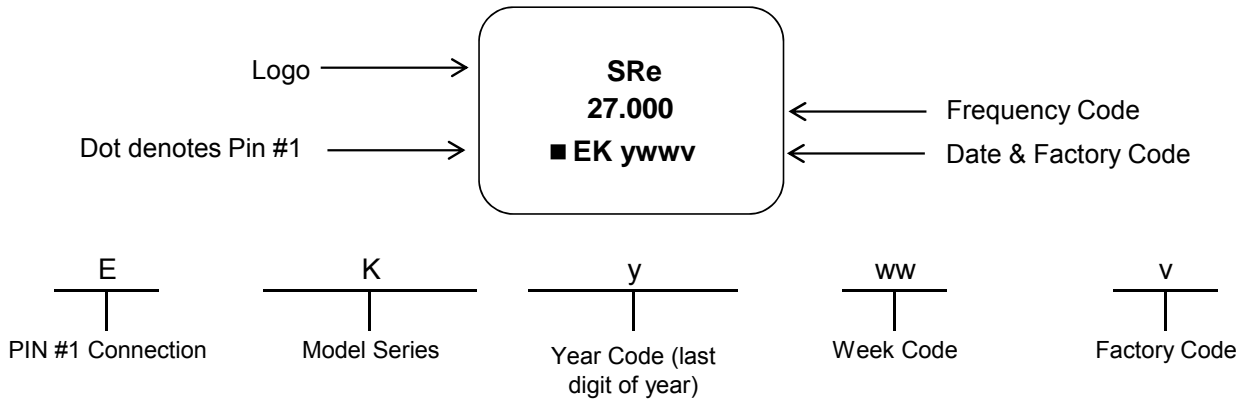 Logo
SRe
27.000
Frequency Code
Dot denotes Pin #1
■ EK ywwv
Date & Factory Code
E K y ww v
PIN #1 Connection Model Series Year Code (last Week Code Factory Code
digit of year)